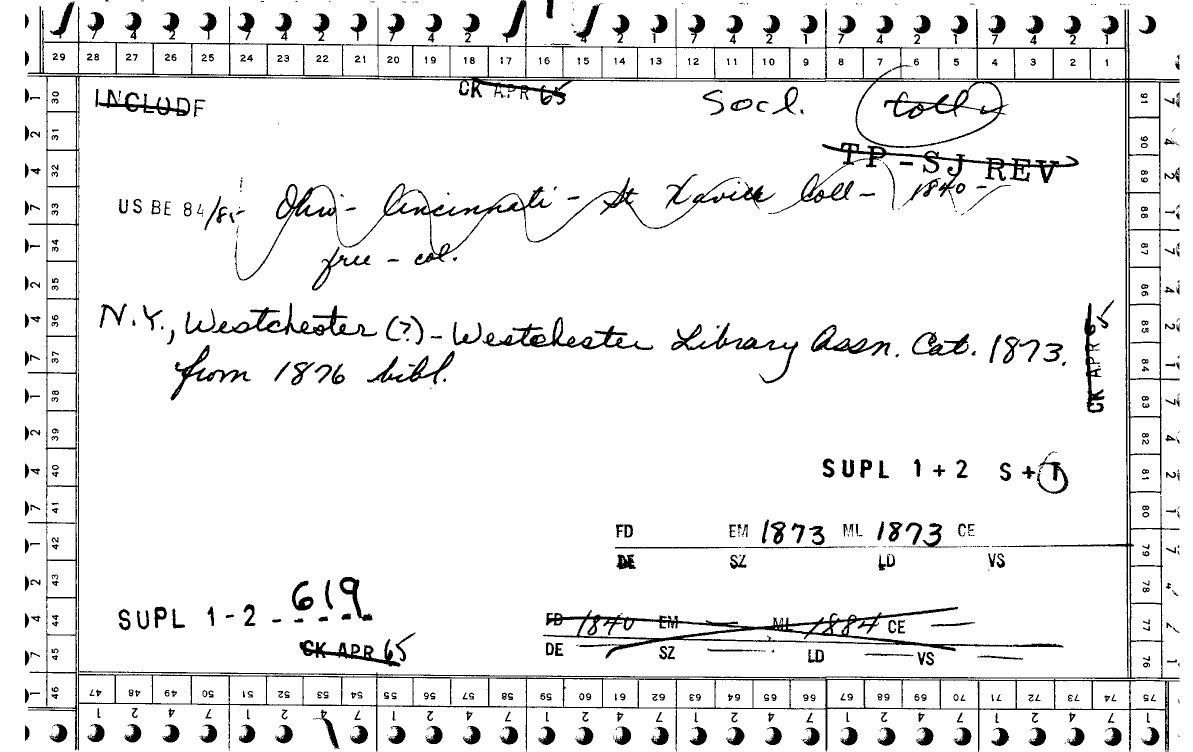 7 4 2 1 7 4 2 1 7 4 2 1 4 2 1 7 4 2 1 7 4 2 1 7 4 2 1
29 28 27 26 25 24 23 22 21 20 19 18 17 16 15 14 13 12 11 10 9 8 7 6 5 4 3 2 1
INCLUDE CK APR 65 Socl. Coll
TP-SJ REV
US BE 84/85 Ohio - Cincinnati - St Xavier Coll - 1840 -
free - col.
N.Y., Westchester (?) - Westchester Library Assn. Cat. 1873.
from 1876 bibl.
CK APR 65
SUPL 1+2 S+1
FD EM 1873 ML 1873 CE
DE SZ LD VS
SUPL 1-2 - 619
FD 1840 EM — ML 1884 CE —
CK APR 65
DE — SZ — LD — VS —
30 31 32 33 34 35 36 37 38 39 40 41 42 43 44 45 46
91 90 89 88 87 86 85 84 83 82 81 80 79 78 77 76 75
47 48 49 50 51 52 53 54 55 56 57 58 59 60 61 62 63 64 65 66 67 68 69 70 71 72 73 74
1 2 4 7 1 2 4 7 1 2 4 7 1 2 4 7 1 2 4 7 1 2 4 7 1 2 4 7